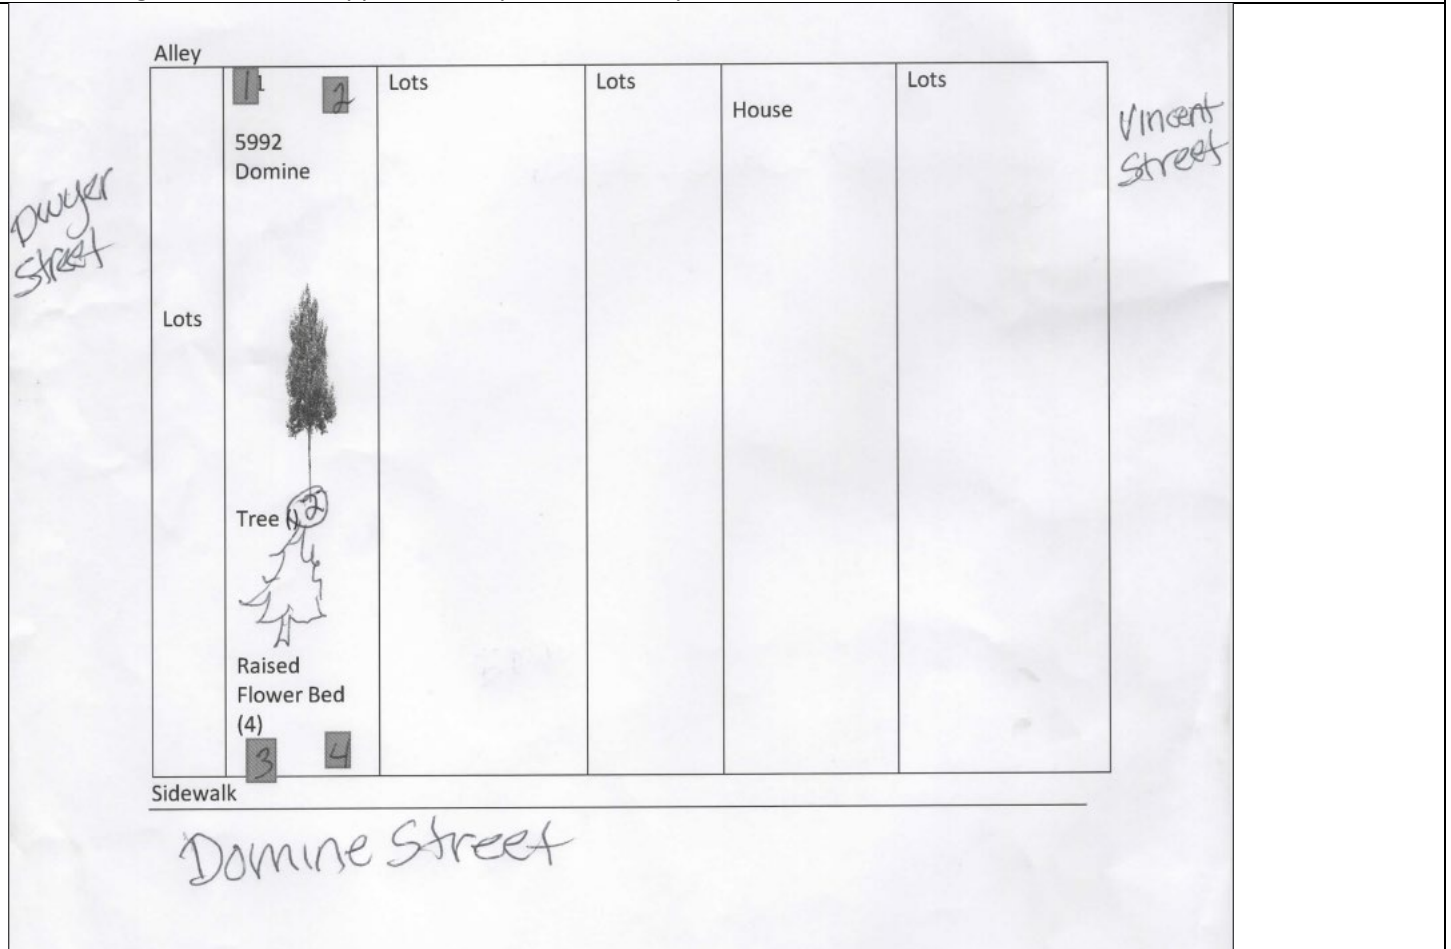 Alley
1 1
2
5992
Domine
Lots
Lots
House
Lots
Vincent
Street
Dwyer
Street
Lots
Tree (
2
Raised
Flower Bed
(4)
3
4
Sidewalk
Domine Street